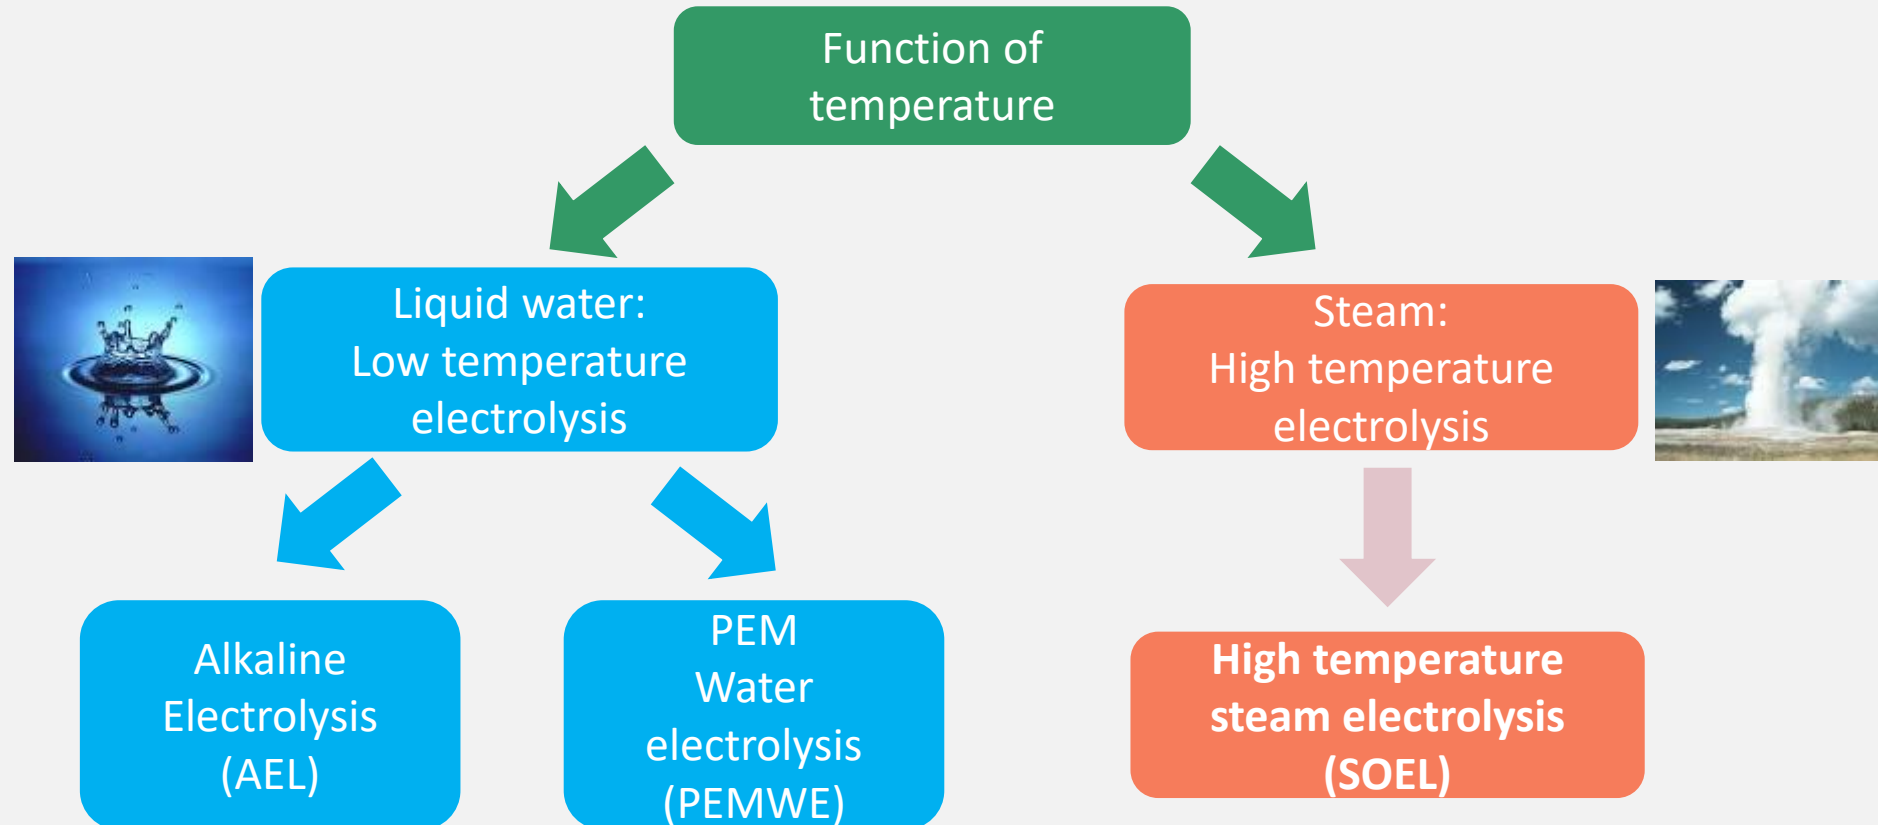 Function of
temperature
Liquid water:
Low temperature
electrolysis
Steam:
High temperature
electrolysis
Alkaline
Electrolysis
(AEL)
PEM
Water
electrolysis
(PEMWE)
High temperature
steam electrolysis
(SOEL)